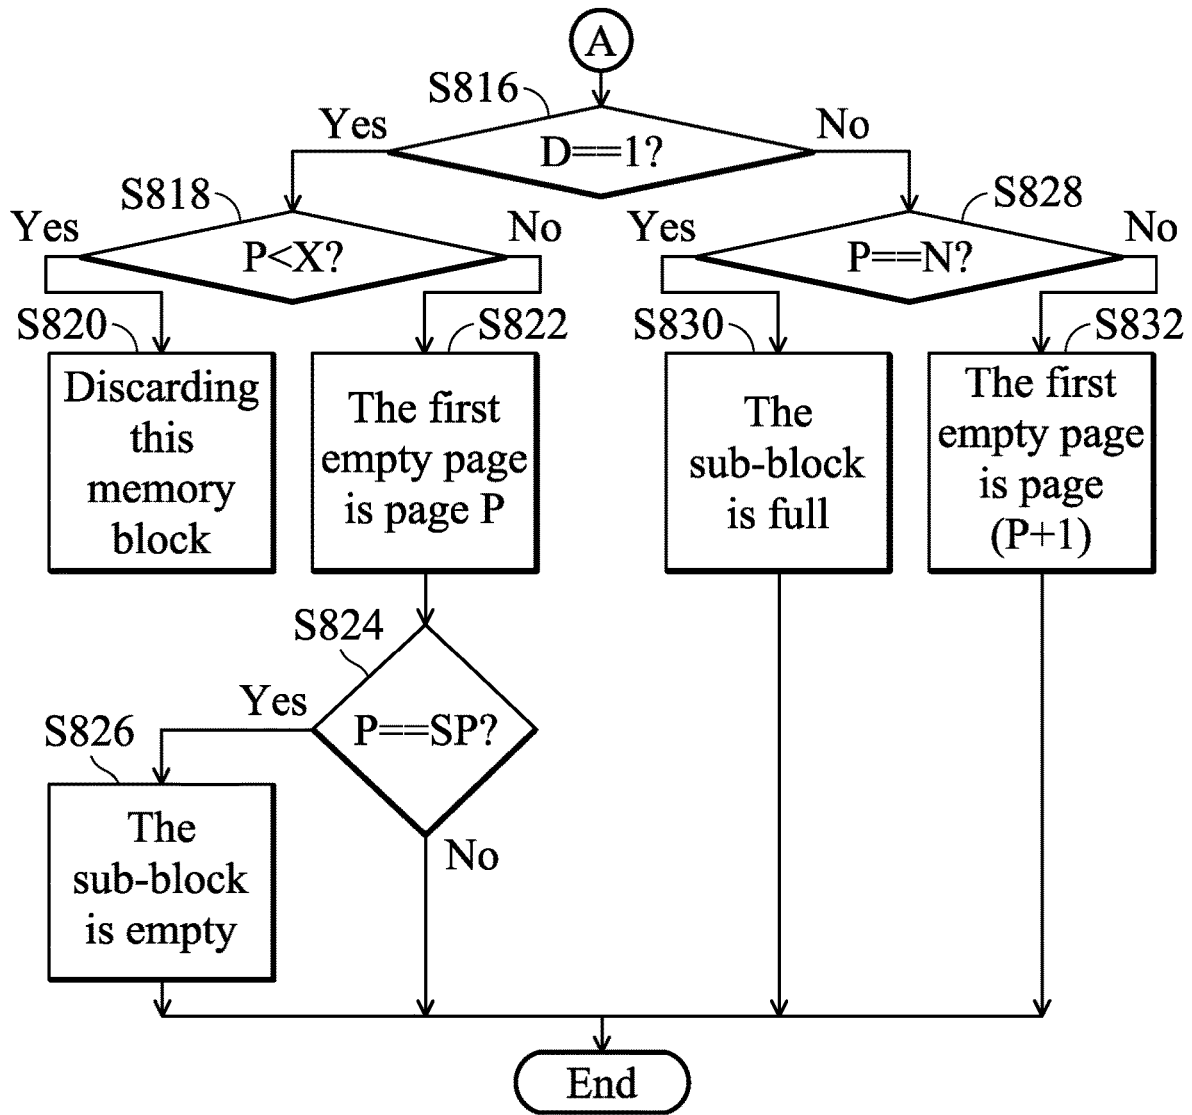 A
S816
Yes
D==1?
No
S818
Yes
P<X?
No
S828
Yes
P==N?
No
S820
Discarding
this
memory
block
S822
The first
empty page
is page P
S830
The
sub-block
is full
S832
The first
empty page
is page
(P+1)
S824
Yes
P==SP?
No
S826
The
sub-block
is empty
End